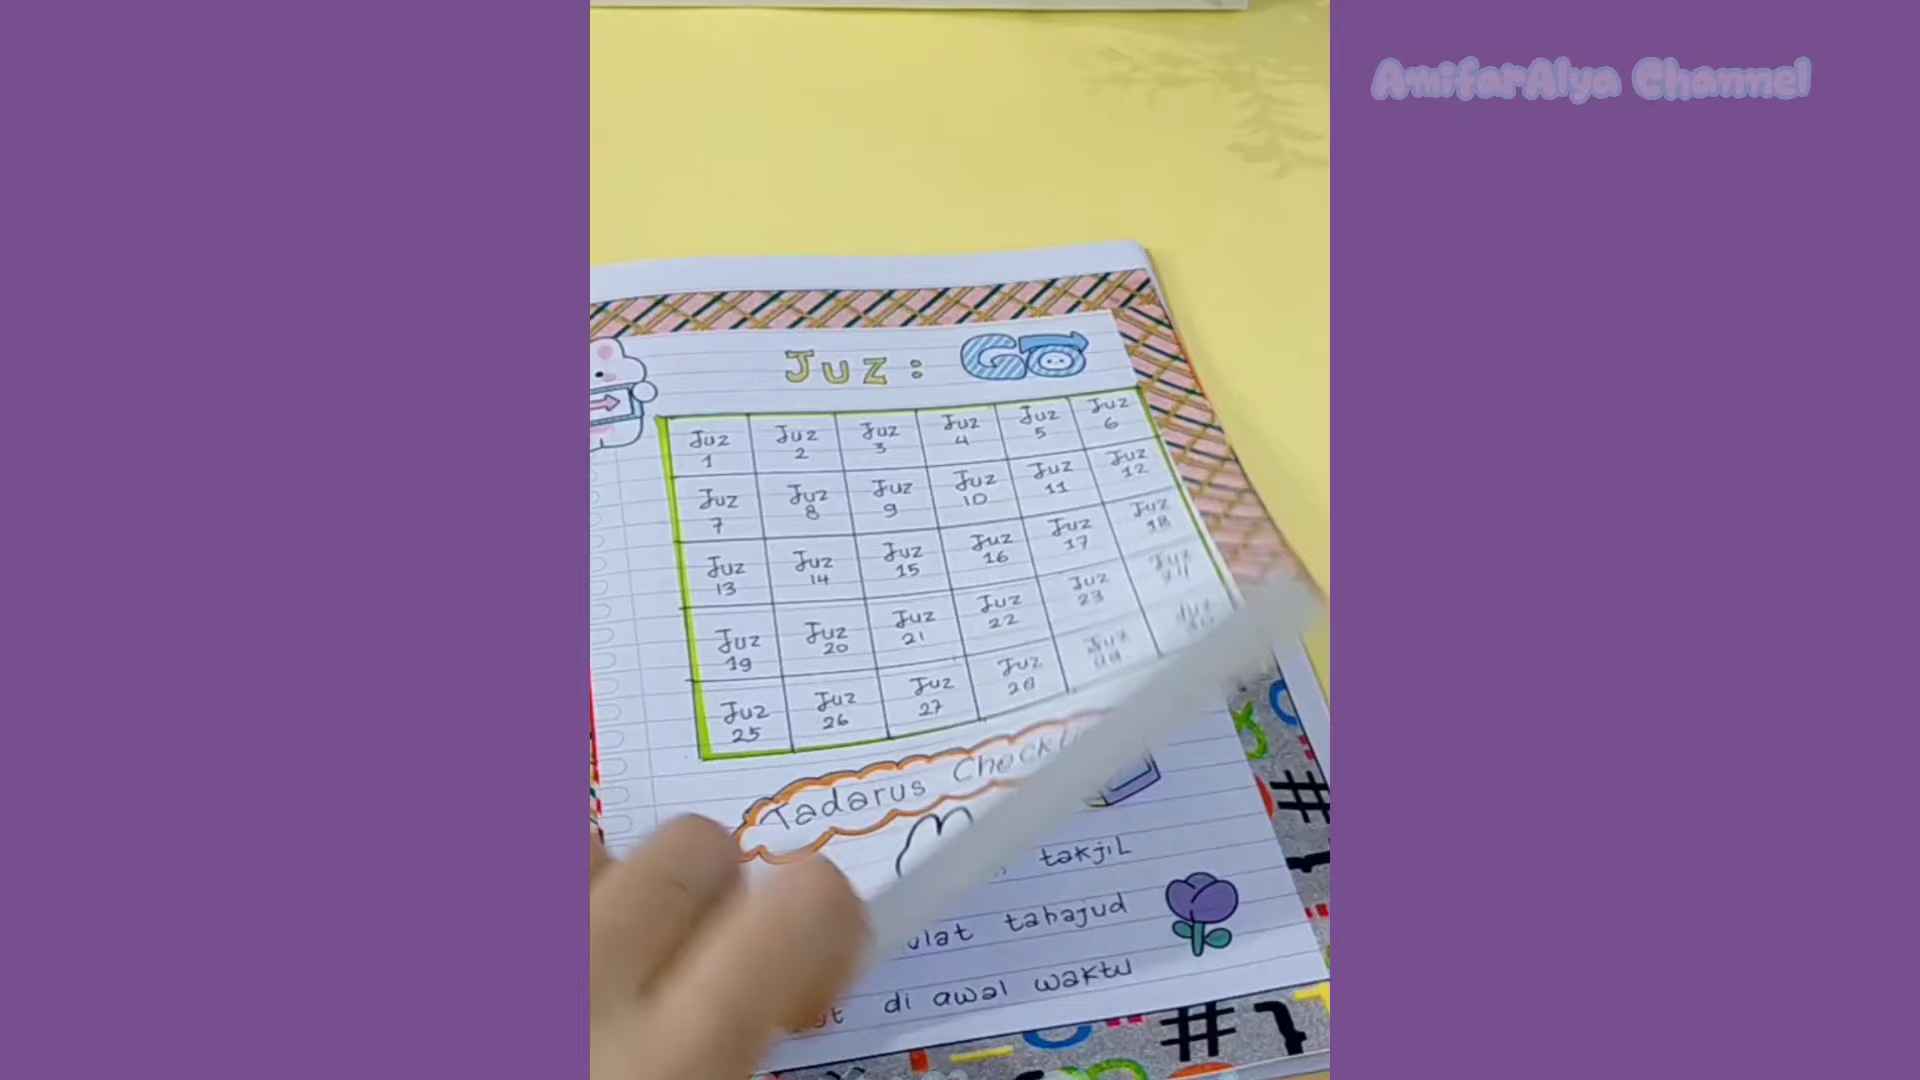 AmifarAlya Channel
Juz : GO
Juz 1 Juz 2 Juz 3 Juz 4 Juz 5 Juz 6
Juz 7 Juz 8 Juz 9 Juz 10 Juz 11 Juz 12
Juz 13 Juz 14 Juz 15 Juz 16 Juz 17 Juz 18
Juz 19 Juz 20 Juz 21 Juz 22 Juz 23
Juz 25 Juz 26 Juz 27 Juz 28
Tadarus
takjil
tahajud
di awal waktu